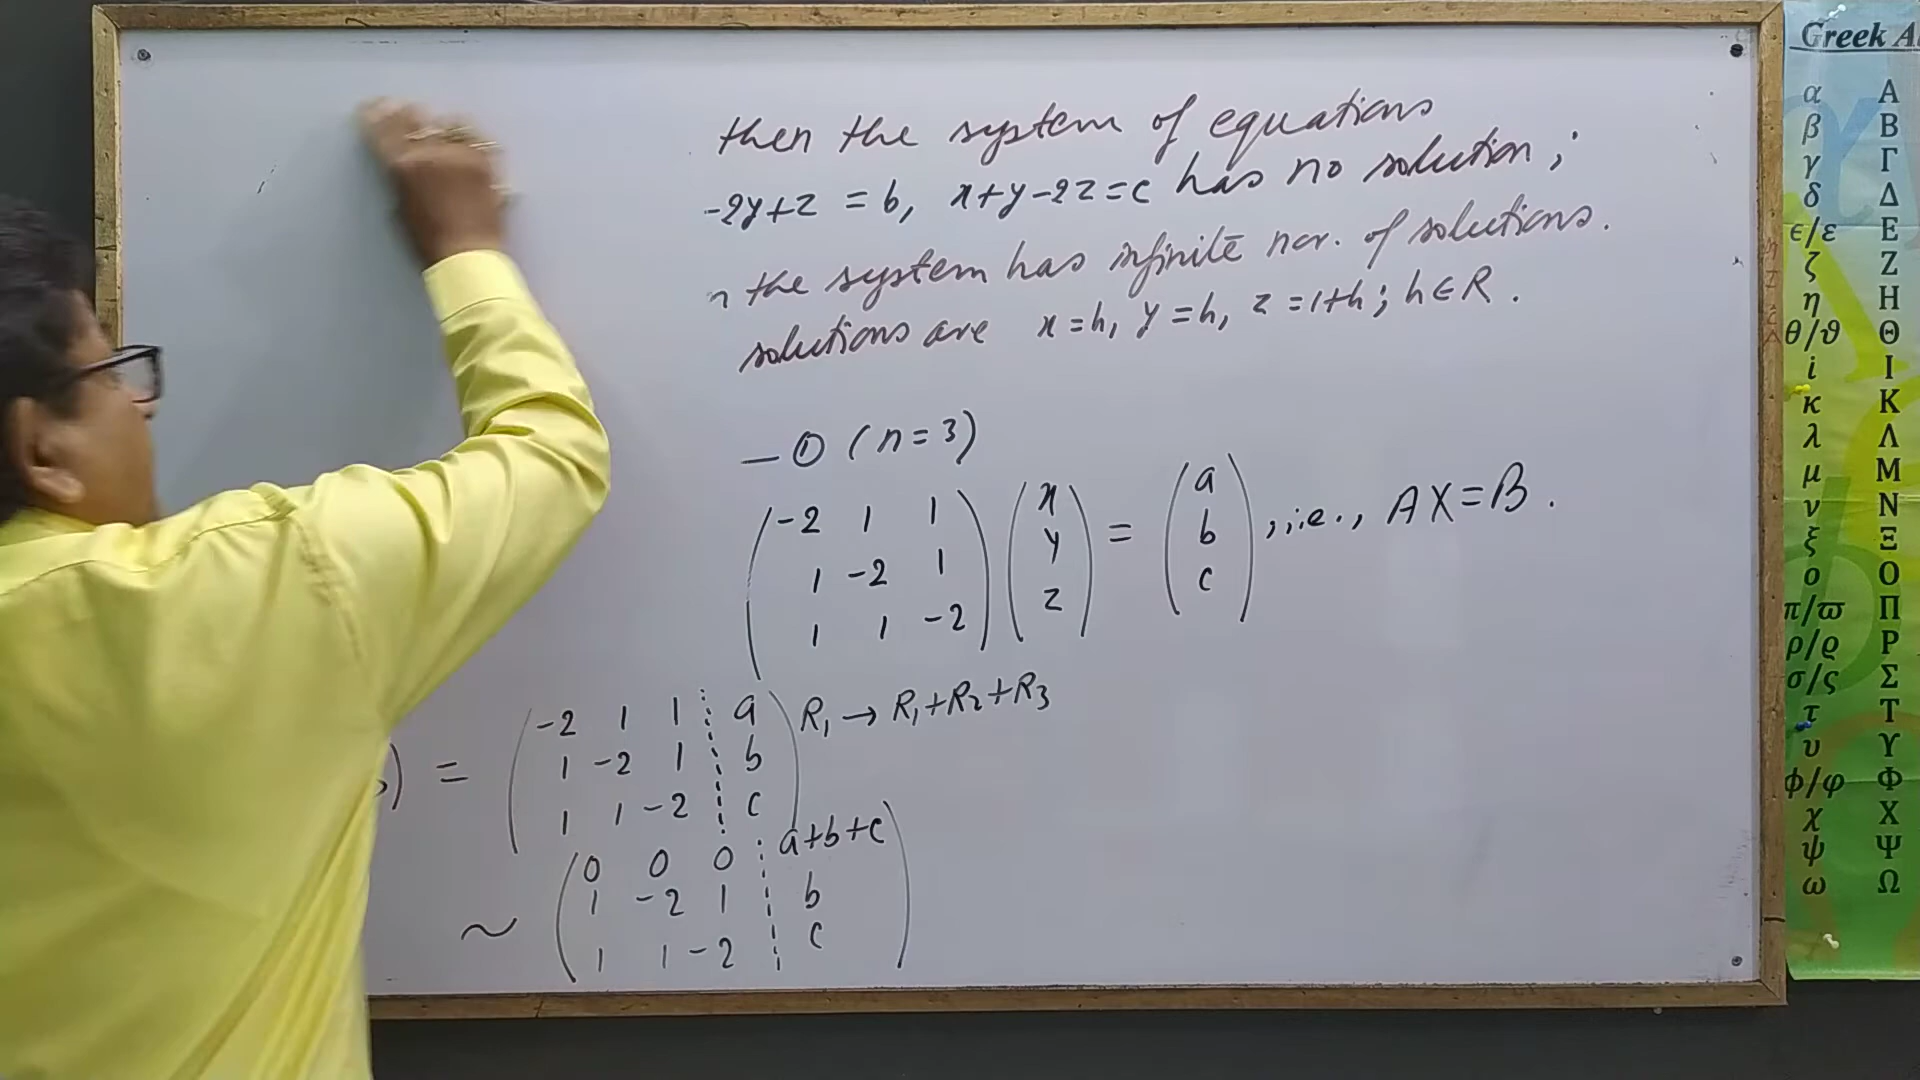 then the system of equations
-2y+z = b, x+y-2z=c has no solution;
n the system has infinite nor. of solutions.
solutions are x=h, y=h, z=1+h; h∈R.
—① (n=3)
(-2 1 1) (x) = (a)
(1 -2 1) (y) (b) , i.e., AX=B.
(1 1 -2) (z) (c)
(-2 1 1 ⋮ a) R₁→R₁+R₂+R₃
) = (1 -2 1 ⋮ b)
(1 1 -2 ⋮ c)
(0 0 0 ⋮ a+b+c)
~ (1 -2 1 ⋮ b)
(1 1 -2 ⋮ c)
Greek A
α Α
β Β
γ Γ
δ Δ
ϵ/ε Ε
ζ Ζ
η Η
θ/ϑ Θ
i Ι
κ Κ
λ Λ
μ Μ
ν Ν
ξ Ξ
ο Ο
π/ϖ Π
ρ/ϱ Ρ
σ/ς Σ
τ Τ
υ ϒ
ϕ/φ Φ
χ Χ
ψ Ψ
ω Ω